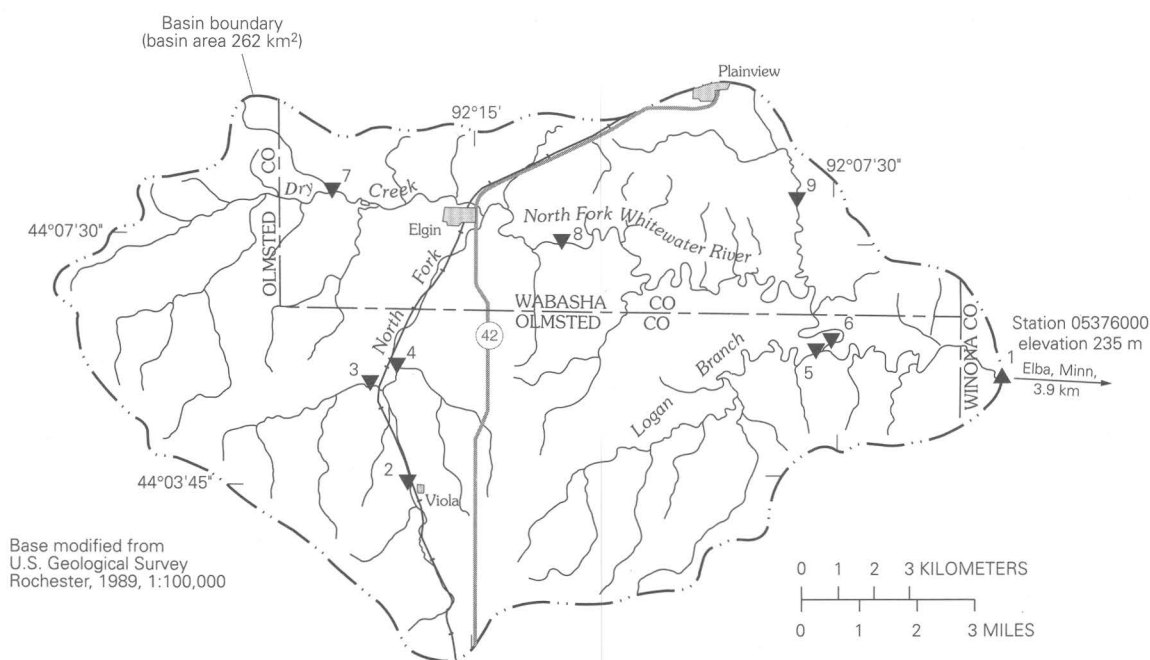 Basin boundary
(basin area 262 km²)
Plainview
92°15'
92°07'30"
OLMSTED CO
7
Dry Creek
9
Elgin
North Fork Whitewater River
8
44°07'30"
North Fork
WABASHA CO
OLMSTED CO
42
6
Station 05376000
elevation 235 m
WINONA CO
1
Elba, Minn,
3.9 km
4
3
5
Logan Branch
2
44°03'45"
Viola
Base modified from
U.S. Geological Survey
Rochester, 1989, 1:100,000
0 1 2 3 KILOMETERS
0 1 2 3 MILES